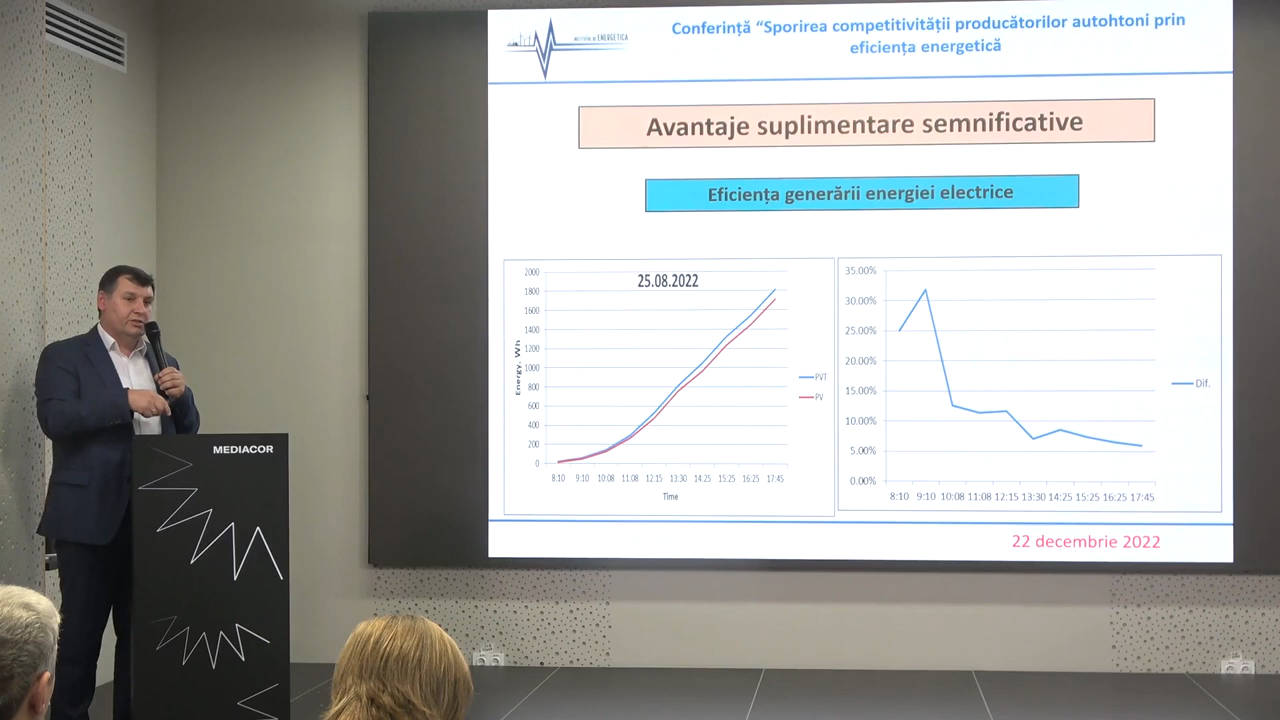 INSTITUTUL DE ENERGETICA
Conferință “Sporirea competitivității producătorilor autohtoni prin
eficiența energetică
Avantaje suplimentare semnificative
Eficiența generării energiei electrice
25.08.2022
2000
1800
1600
1400
1200
1000
800
600
400
200
0
Energy. Wh
8:10 9:10 10:08 11:08 12:15 13:30 14:25 15:25 16:25 17:45
Time
PVT
PV
35.00%
30.00%
25.00%
20.00%
15.00%
10.00%
5.00%
0.00%
8:10 9:10 10:08 11:08 12:15 13:30 14:25 15:25 16:25 17:45
Dif.
22 decembrie 2022
MEDIACOR